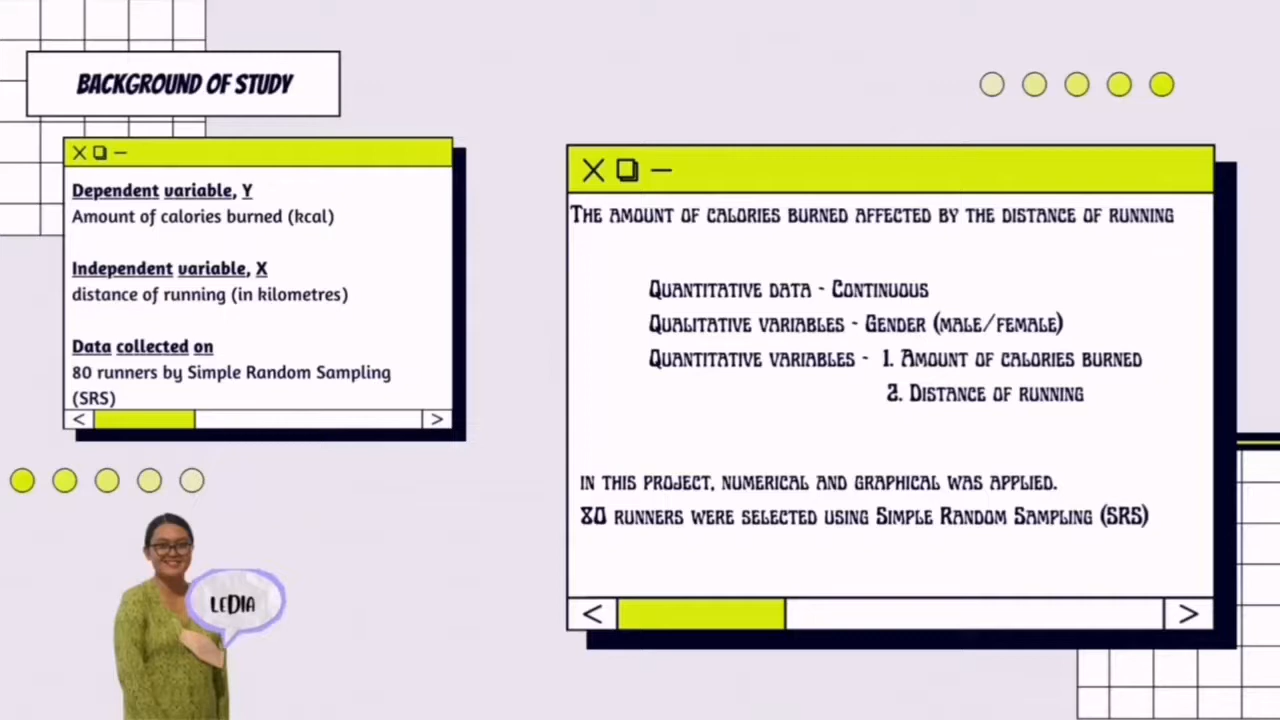 BACKGROUND OF STUDY
Dependent variable, Y
Amount of calories burned (kcal)
Independent variable, X
distance of running (in kilometres)
Data collected on
80 runners by Simple Random Sampling
(SRS)
The amount of calories burned affected by the distance of running
Quantitative data - Continuous
Qualitative variables - Gender (male/female)
Quantitative variables - 1. Amount of calories burned
2. Distance of running
in this project, numerical and graphical was applied.
80 runners were selected using Simple Random Sampling (SRS)
LEDIA